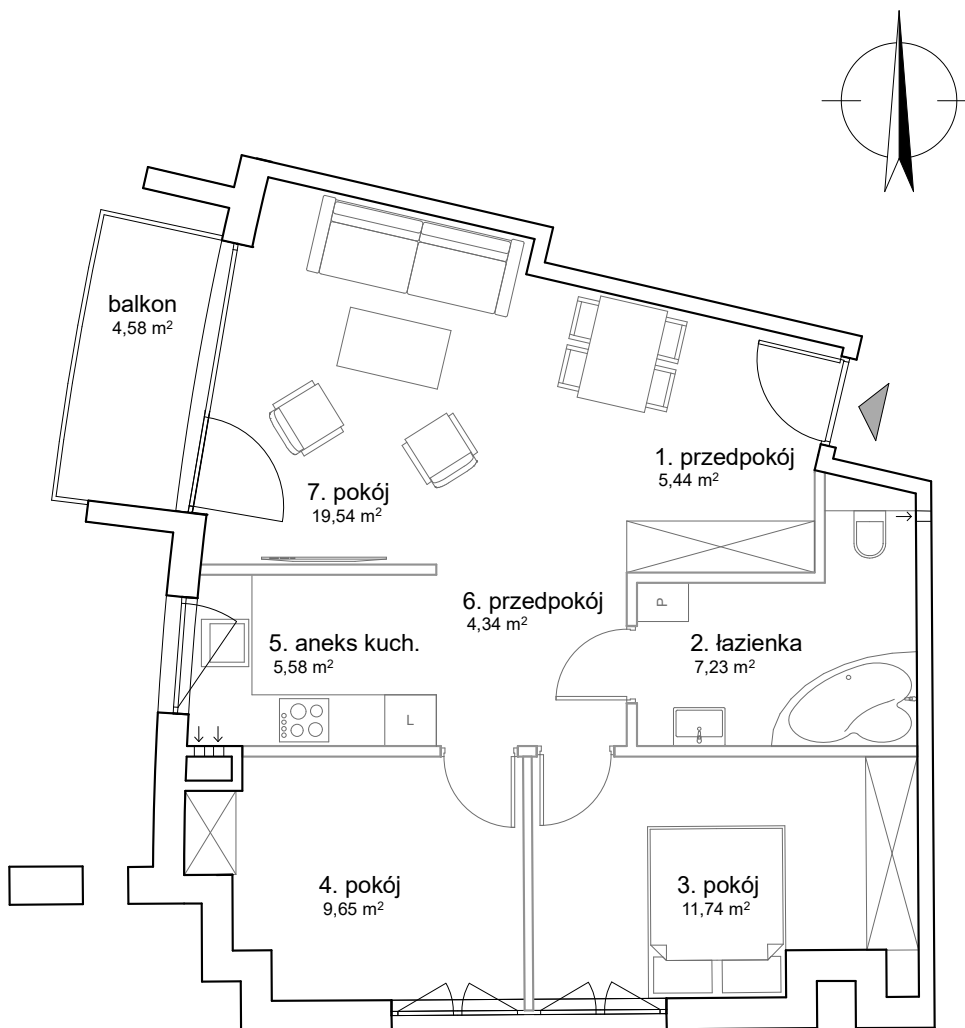 balkon
4,58 m²
1. przedpokój
5,44 m²
7. pokój
19,54 m²
6. przedpokój
4,34 m²
P
5. aneks kuch.
5,58 m²
2. łazienka
7,23 m²
L
4. pokój
9,65 m²
3. pokój
11,74 m²